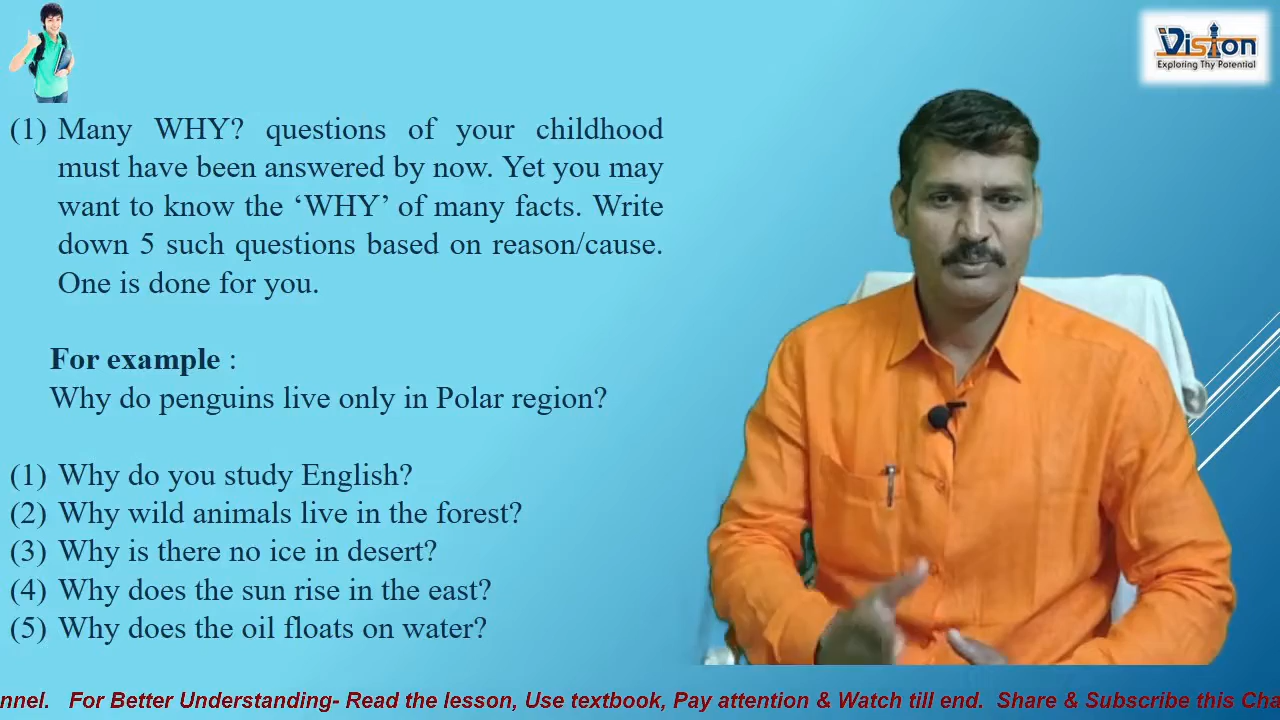 Vision
Exploring Thy Potential
(1) Many WHY? questions of your childhood
must have been answered by now. Yet you may
want to know the ‘WHY’ of many facts. Write
down 5 such questions based on reason/cause.
One is done for you.
For example :
Why do penguins live only in Polar region?
(1) Why do you study English?
(2) Why wild animals live in the forest?
(3) Why is there no ice in desert?
(4) Why does the sun rise in the east?
(5) Why does the oil floats on water?
nnel. For Better Understanding- Read the lesson, Use textbook, Pay attention & Watch till end. Share & Subscribe this Cha